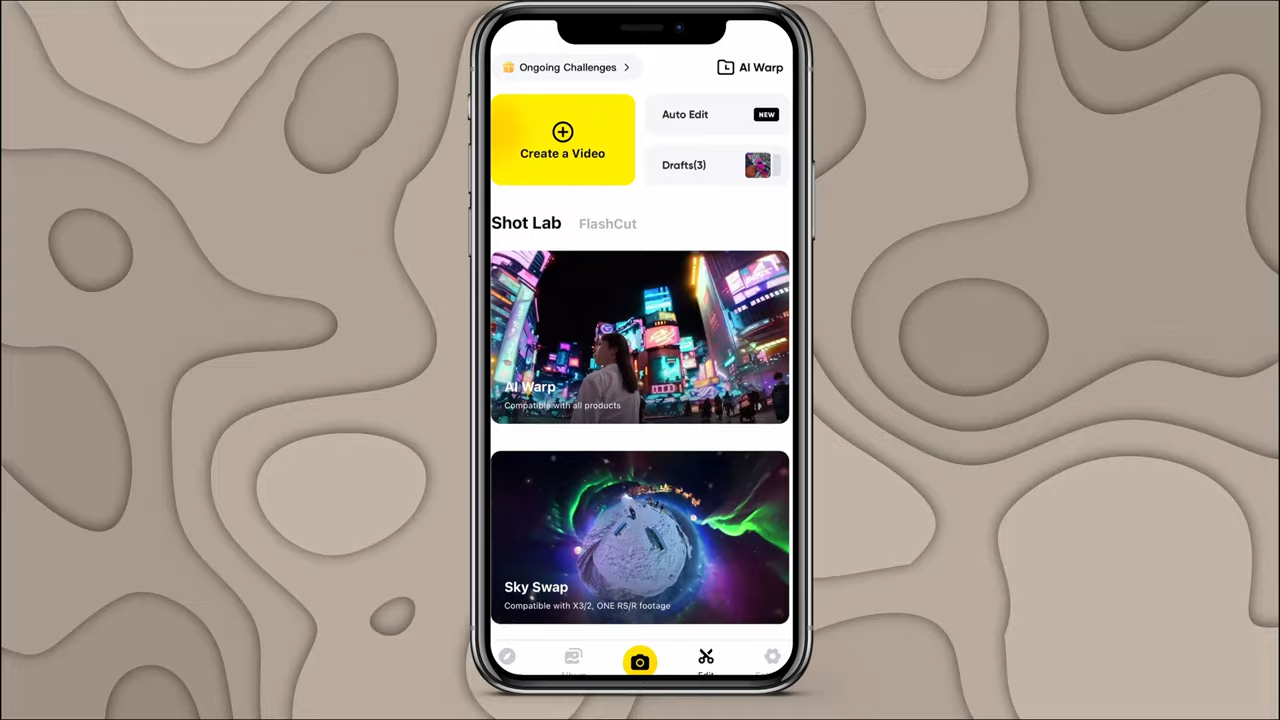 Ongoing Challenges
AI Warp
Create a Video
Auto Edit
NEW
Drafts(3)
Shot Lab
FlashCut
AI Warp
Compatible with all products
Sky Swap
Compatible with X3/2, ONE RS/R footage
Edit